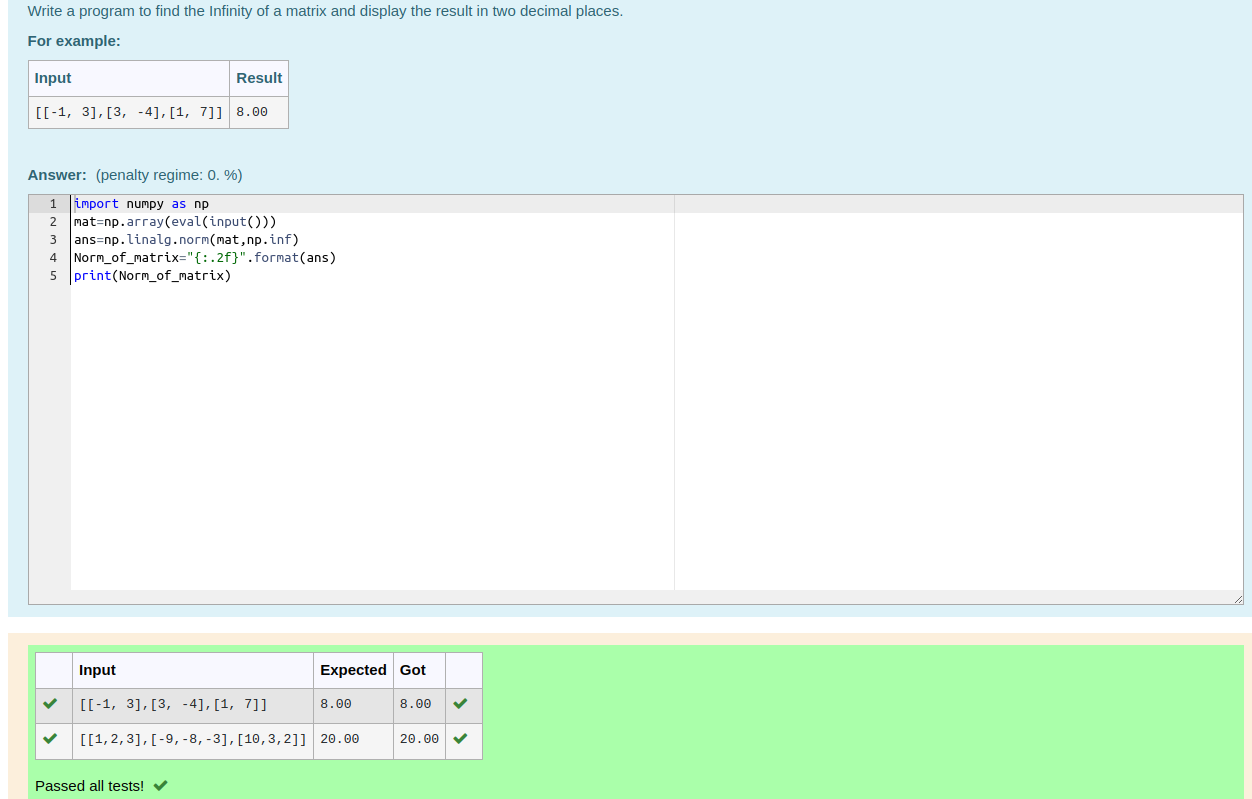 Write a program to find the Infinity of a matrix and display the result in two decimal places.
For example:
Input Result
[[-1, 3],[3, -4],[1, 7]] 8.00
Answer: (penalty regime: 0. %)
1 import numpy as np
2 mat=np.array(eval(input()))
3 ans=np.linalg.norm(mat,np.inf)
4 Norm_of_matrix="{:.2f}".format(ans)
5 print(Norm_of_matrix)
Input Expected Got
[[-1, 3],[3, -4],[1, 7]] 8.00 8.00
[[1,2,3],[-9,-8,-3],[10,3,2]] 20.00 20.00
Passed all tests!